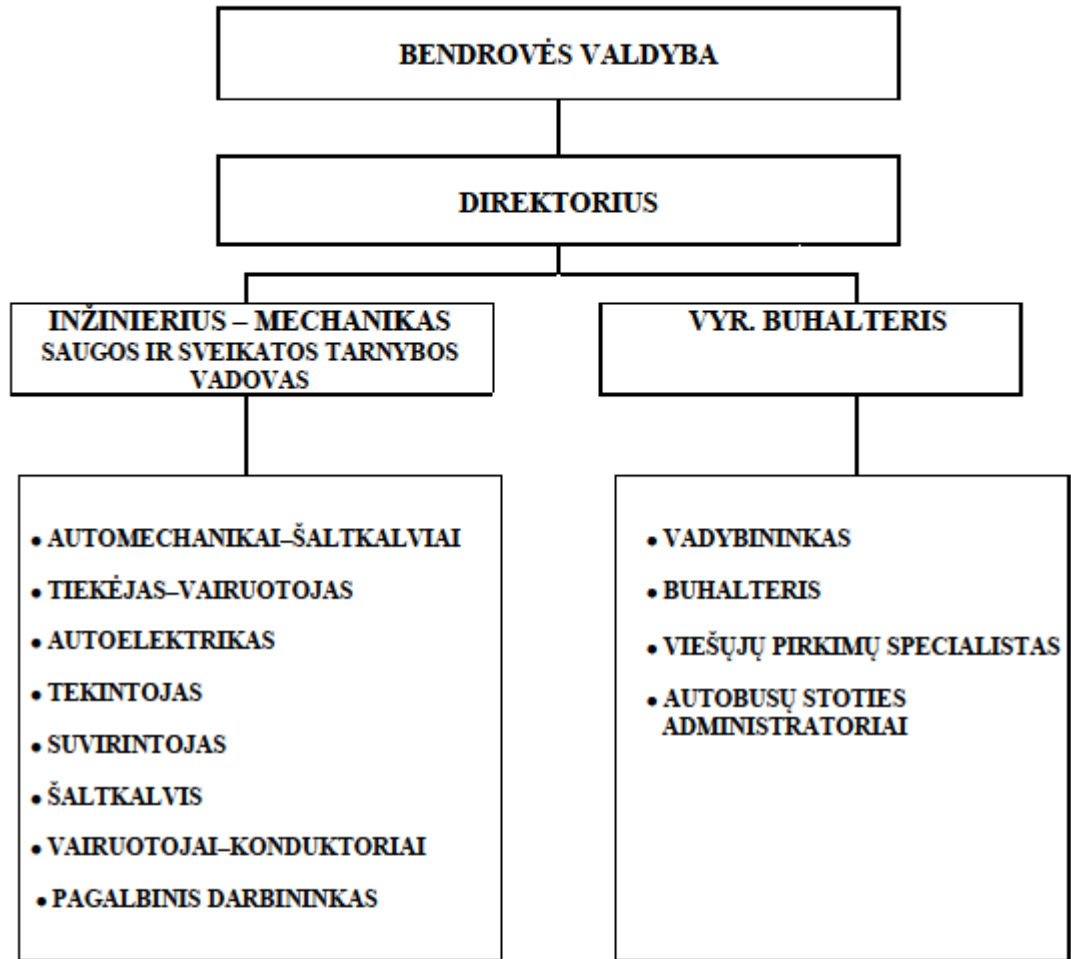 BENDROVĖS VALDYBA
DIREKTORIUS
INŽINIERIUS – MECHANIKAS
SAUGOS IR SVEIKATOS TARNYBOS
VADOVAS
VYR. BUHALTERIS
• AUTOMECHANIKAI–ŠALTKALVIAI
• TIEKĖJAS–VAIRUOTOJAS
• AUTOELEKTRIKAS
• TEKINTOJAS
• SUVIRINTOJAS
• ŠALTKALVIS
• VAIRUOTOJAI–KONDUKTORIAI
• PAGALBINIS DARBININKAS
• VADYBININKAS
• BUHALTERIS
• VIEŠŲJŲ PIRKIMŲ SPECIALISTAS
• AUTOBUSŲ STOTIES
ADMINISTRATORIAI